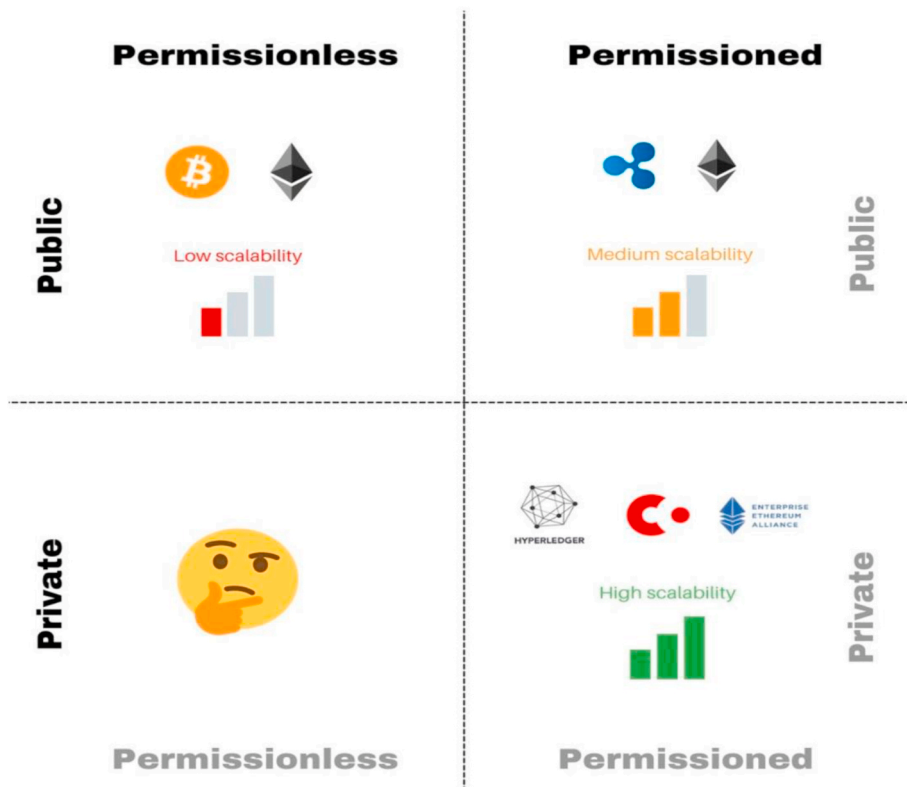 Permissionless
Permissioned
Public
Low scalability
Medium scalability
Public
Private
HYPERLEDGER
ENTERPRISE
ETHEREUM
ALLIANCE
High scalability
Private
Permissionless
Permissioned